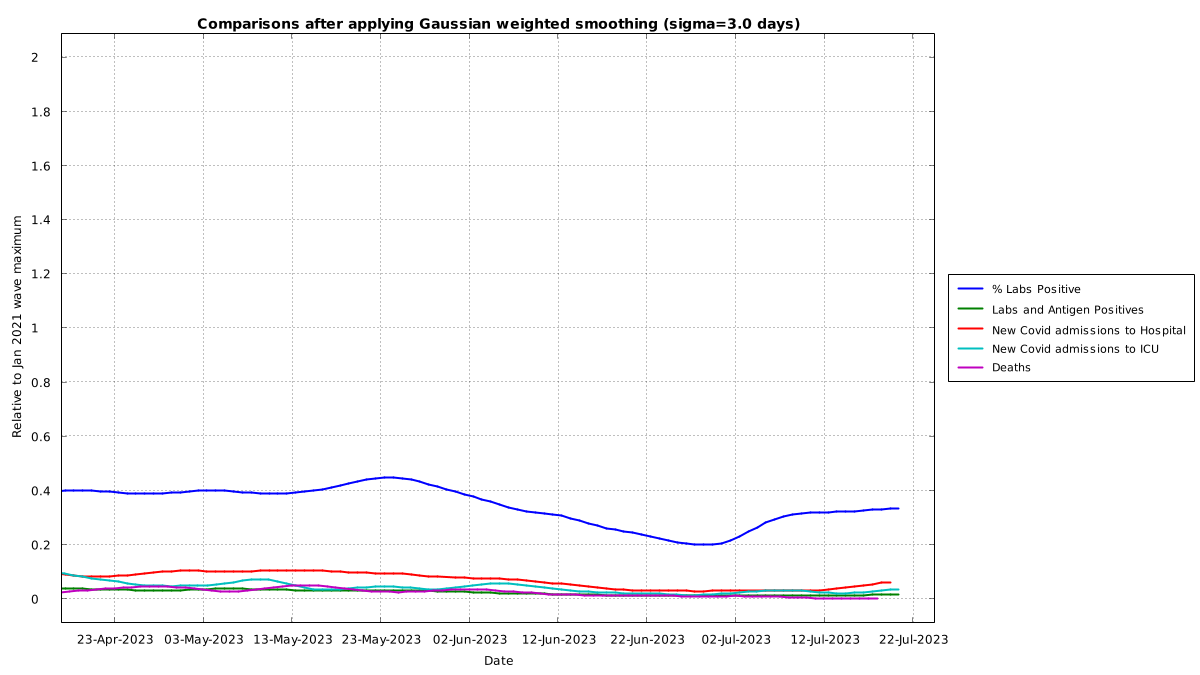 Comparisons after applying Gaussian weighted smoothing (sigma=3.0 days)
Relative to Jan 2021 wave maximum
2
1.8
1.6
1.4
1.2
1
0.8
0.6
0.4
0.2
0
23-Apr-2023 03-May-2023 13-May-2023 23-May-2023 02-Jun-2023 12-Jun-2023 22-Jun-2023 02-Jul-2023 12-Jul-2023 22-Jul-2023
Date
% Labs Positive
Labs and Antigen Positives
New Covid admissions to Hospital
New Covid admissions to ICU
Deaths